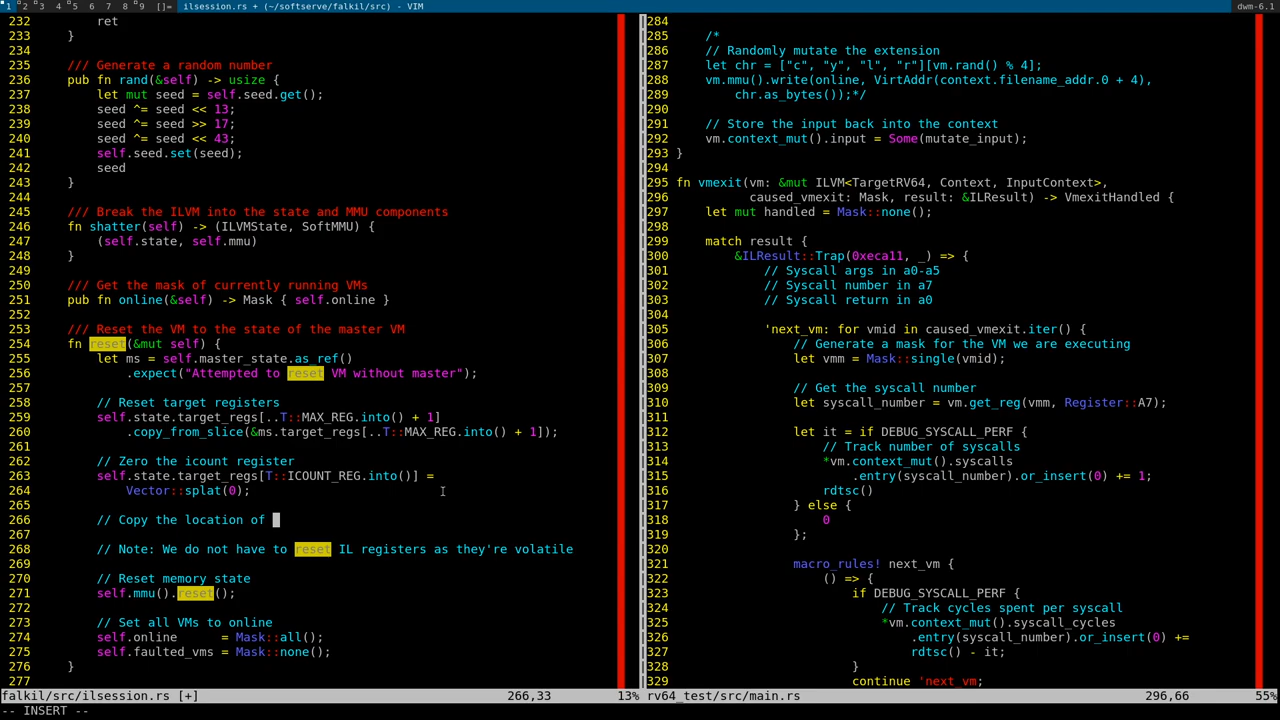 1 2 3 4 5 6 7 8 9 []= ilsession.rs + (~/softserve/falkil/src) - VIM dwm-6.1
232         ret
233     }
234
235     /// Generate a random number
236     pub fn rand(&self) -> usize {
237         let mut seed = self.seed.get();
238         seed ^= seed << 13;
239         seed ^= seed >> 17;
240         seed ^= seed << 43;
241         self.seed.set(seed);
242         seed
243     }
244
245     /// Break the ILVM into the state and MMU components
246     fn shatter(self) -> (ILVMState, SoftMMU) {
247         (self.state, self.mmu)
248     }
249
250     /// Get the mask of currently running VMs
251     pub fn online(&self) -> Mask { self.online }
252
253     /// Reset the VM to the state of the master VM
254     fn reset(&mut self) {
255         let ms = self.master_state.as_ref()
256             .expect("Attempted to reset VM without master");
257
258         // Reset target registers
259         self.state.target_regs[..T::MAX_REG.into() + 1]
260             .copy_from_slice(&ms.target_regs[..T::MAX_REG.into() + 1]);
261
262         // Zero the icount register
263         self.state.target_regs[T::ICOUNT_REG.into()] =
264             Vector::splat(0);
265
266         // Copy the location of
267
268         // Note: We do not have to reset IL registers as they're volatile
269
270         // Reset memory state
271         self.mmu().reset();
272
273         // Set all VMs to online
274         self.online      = Mask::all();
275         self.faulted_vms = Mask::none();
276     }
277
falkil/src/ilsession.rs [+] 266,33 13%
-- INSERT --
284
285     /*
286     // Randomly mutate the extension
287     let chr = ["c", "y", "l", "r"][vm.rand() % 4];
288     vm.mmu().write(online, VirtAddr(context.filename_addr.0 + 4),
289         chr.as_bytes());*/
290
291     // Store the input back into the context
292     vm.context_mut().input = Some(mutate_input);
293 }
294
295 fn vmexit(vm: &mut ILVM<TargetRV64, Context, InputContext>,
296           caused_vmexit: Mask, result: &ILResult) -> VmexitHandled {
297     let mut handled = Mask::none();
298
299     match result {
300         &ILResult::Trap(0xeca11, _) => {
301             // Syscall args in a0-a5
302             // Syscall number in a7
303             // Syscall return in a0
304
305             'next_vm: for vmid in caused_vmexit.iter() {
306                 // Generate a mask for the VM we are executing
307                 let vmm = Mask::single(vmid);
308
309                 // Get the syscall number
310                 let syscall_number = vm.get_reg(vmm, Register::A7);
311
312                 let it = if DEBUG_SYSCALL_PERF {
313                     // Track number of syscalls
314                     *vm.context_mut().syscalls
315                         .entry(syscall_number).or_insert(0) += 1;
316                     rdtsc()
317                 } else {
318                     0
319                 };
320
321                 macro_rules! next_vm {
322                     () => {
323                         if DEBUG_SYSCALL_PERF {
324                             // Track cycles spent per syscall
325                             *vm.context_mut().syscall_cycles
326                                 .entry(syscall_number).or_insert(0) +=
327                                 rdtsc() - it;
328                         }
329                         continue 'next_vm;
rv64_test/src/main.rs 296,66 55%